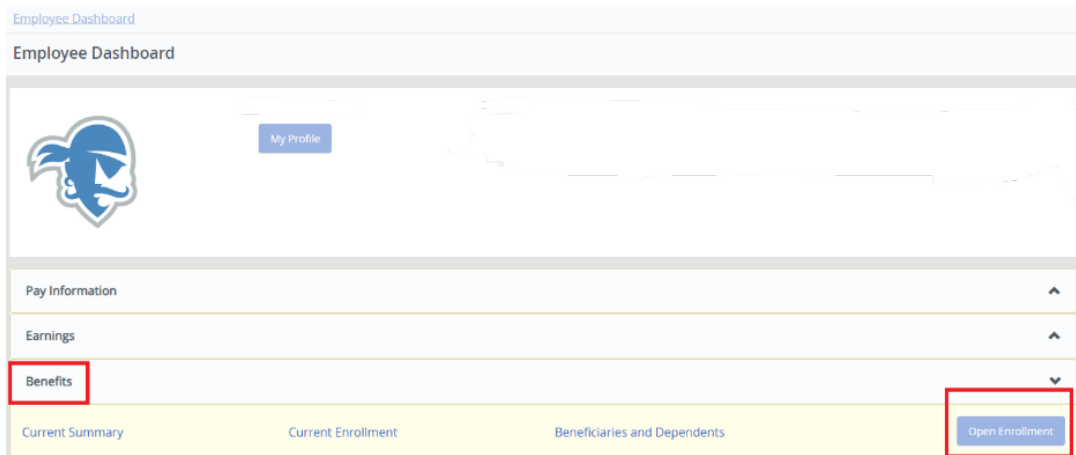 Employee Dashboard
Employee Dashboard
My Profile
Pay Information
Earnings
Benefits
Current Summary Current Enrollment Beneficiaries and Dependents Open Enrollment